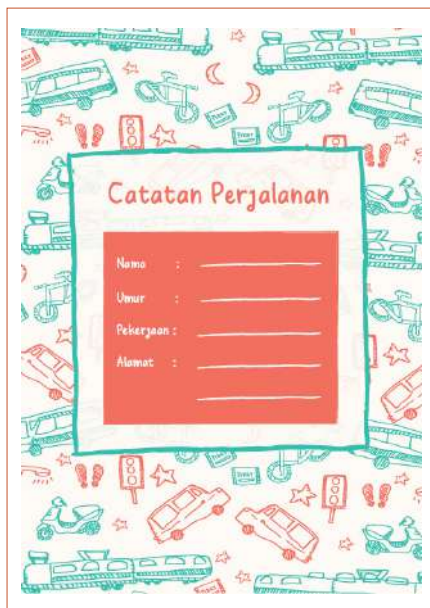 Catatan Perjalanan
Nama :
Umur :
Pekerjaan :
Alamat :